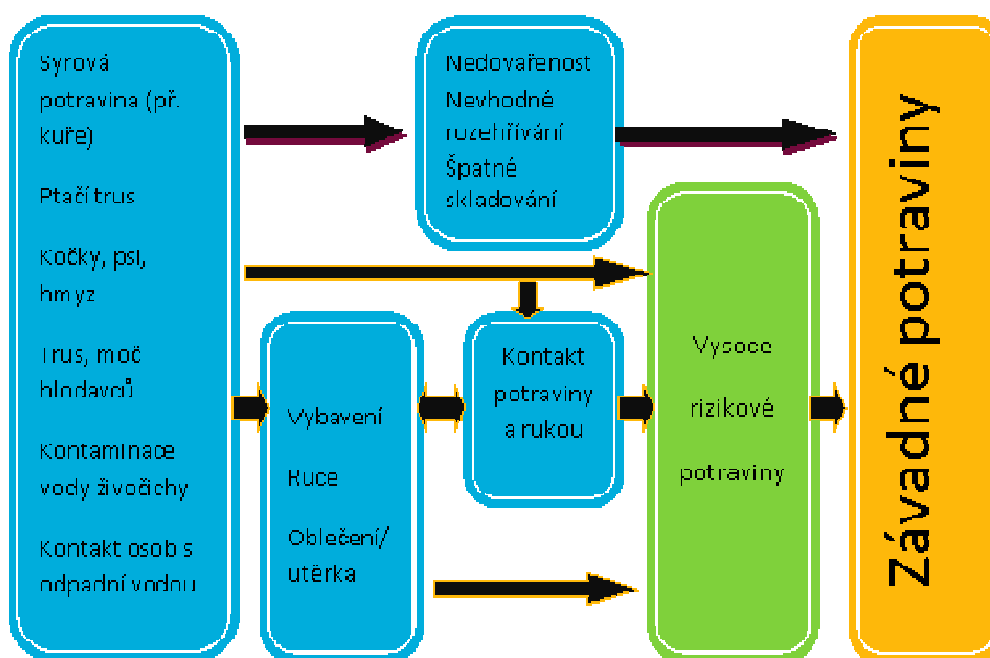 Syrová
potravina (př.
kuře)
Ptačí trus
Kočky, psi,
hmyz
Trus, moč
hlodavců
Kontaminace
vody živočichy
Kontakt osob s
odpadní vodou
Nedovařenost
Nevhodné
rozehřívání
Špatné
skladování
Vybavení
Ruce
Oblečení/
utěrka
Kontakt
potraviny
a rukou
Vysoce
rizikové
potraviny
Závadné potraviny